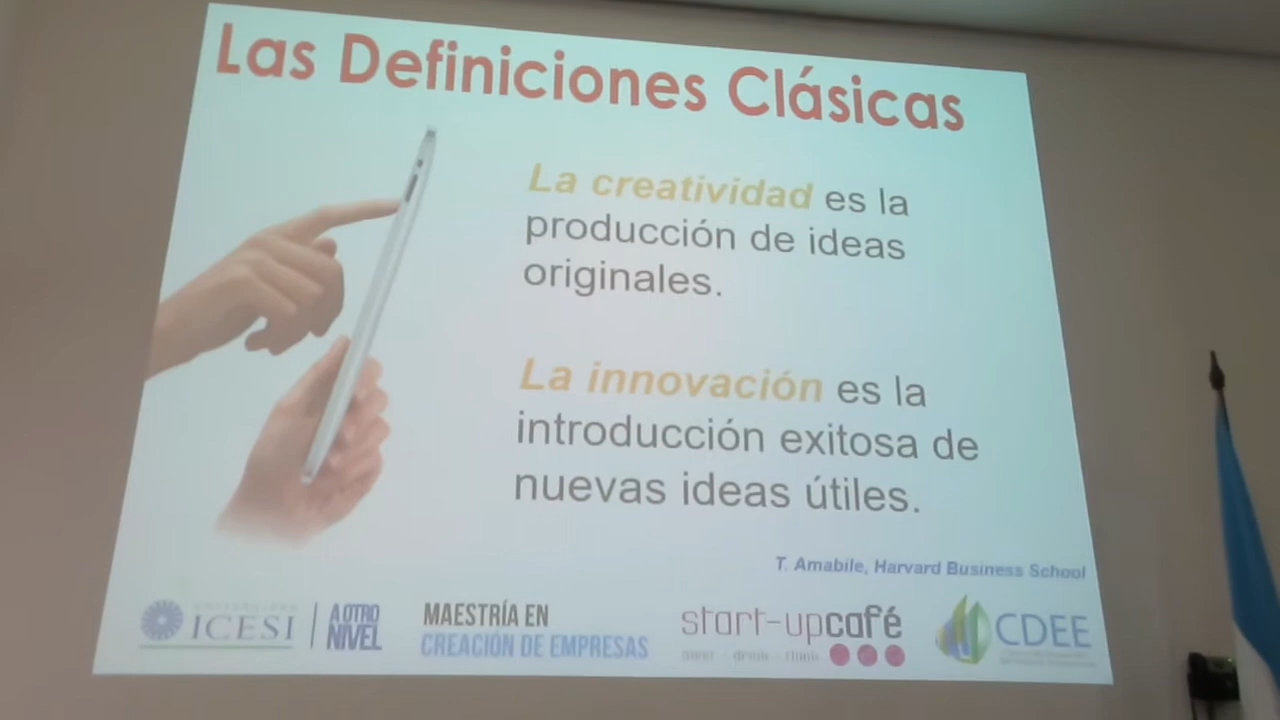 Las Definiciones Clásicas
La creatividad es la
producción de ideas
originales.
La innovación es la
introducción exitosa de
nuevas ideas útiles.
T. Amabile, Harvard Business School
ICESI
A OTRO
NIVEL
MAESTRÍA EN
CREACIÓN DE EMPRESAS
start-upcafé
CDEE